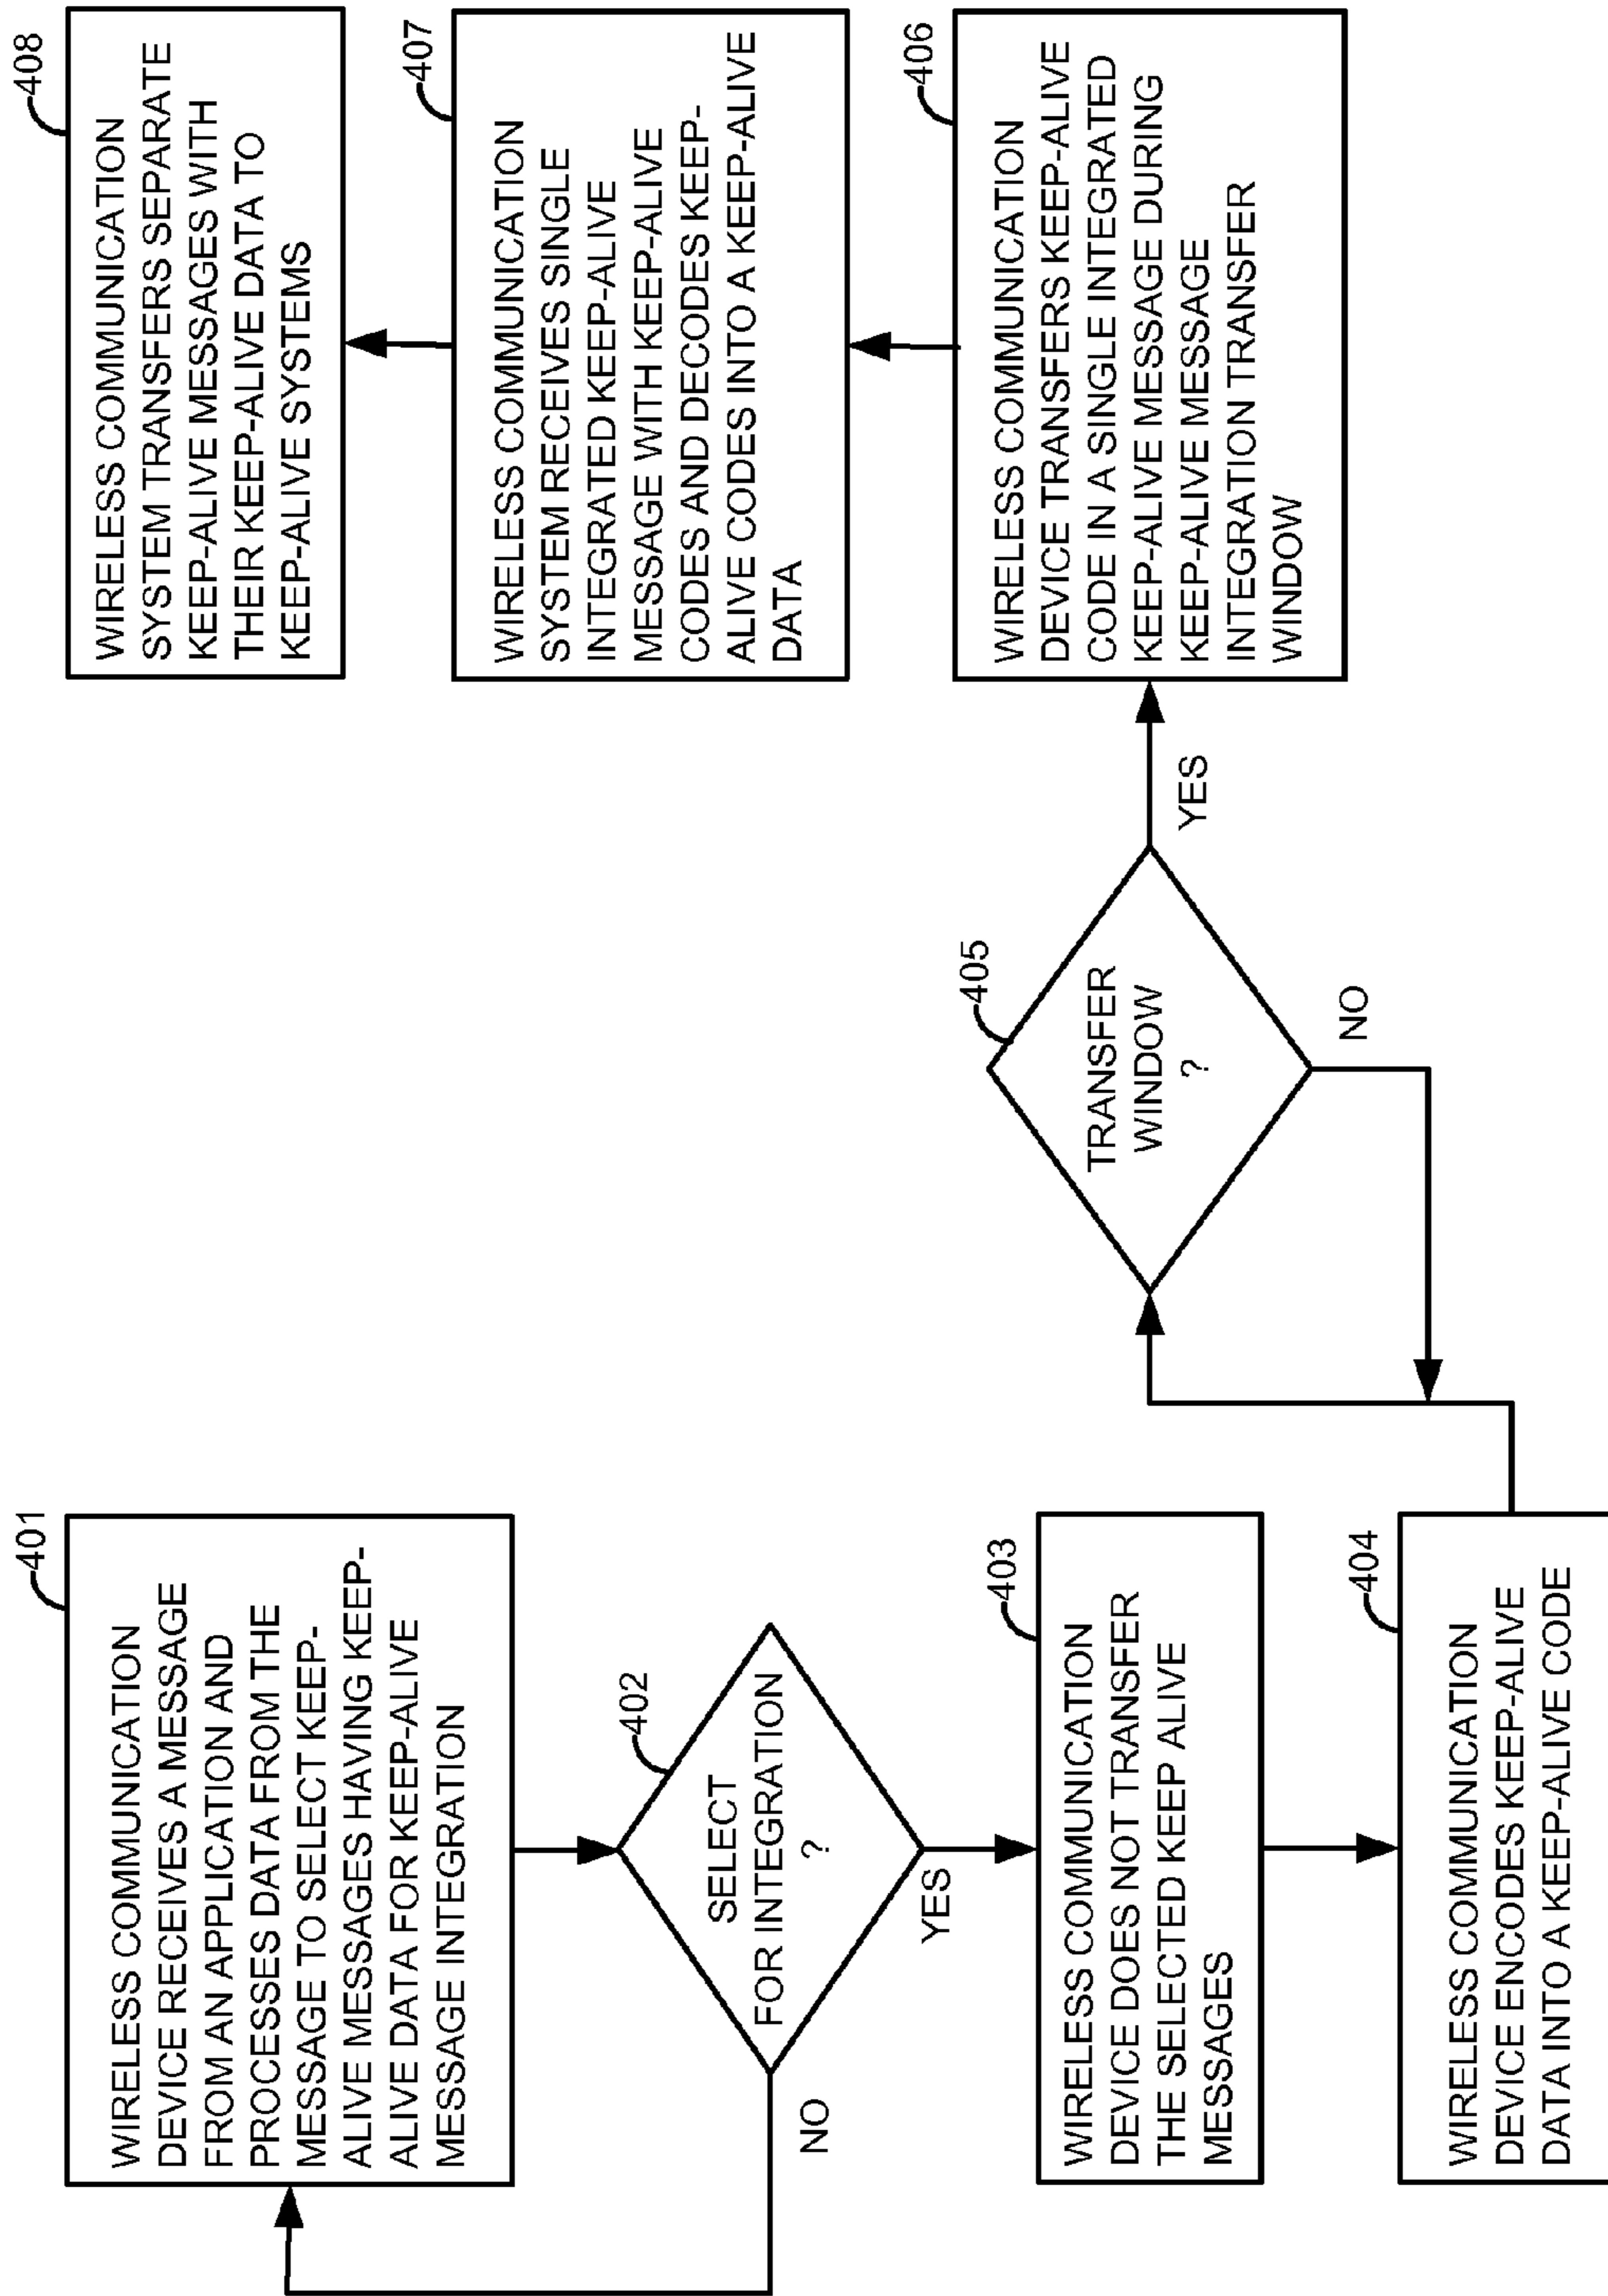 401
WIRELESS COMMUNICATION
DEVICE RECEIVES A MESSAGE
FROM AN APPLICATION AND
PROCESSES DATA FROM THE
MESSAGE TO SELECT KEEP-
ALIVE MESSAGES HAVING KEEP-
ALIVE DATA FOR KEEP-ALIVE
MESSAGE INTEGRATION
402
SELECT
FOR INTEGRATION
?
NO
YES
403
WIRELESS COMMUNICATION
DEVICE DOES NOT TRANSFER
THE SELECTED KEEP ALIVE
MESSAGES
404
WIRELESS COMMUNICATION
DEVICE ENCODES KEEP-ALIVE
DATA INTO A KEEP-ALIVE CODE
405
TRANSFER
WINDOW
?
NO
YES
406
WIRELESS COMMUNICATION
DEVICE TRANSFERS KEEP-ALIVE
CODE IN A SINGLE INTEGRATED
KEEP-ALIVE MESSAGE DURING
KEEP-ALIVE MESSAGE
INTEGRATION TRANSFER
WINDOW
407
WIRELESS COMMUNICATION
SYSTEM RECEIVES SINGLE
INTEGRATED KEEP-ALIVE
MESSAGE WITH KEEP-ALIVE
CODES AND DECODES KEEP-
ALIVE CODES INTO A KEEP-ALIVE
DATA
408
WIRELESS COMMUNICATION
SYSTEM TRANSFERS SEPARATE
KEEP-ALIVE MESSAGES WITH
THEIR KEEP-ALIVE DATA TO
KEEP-ALIVE SYSTEMS